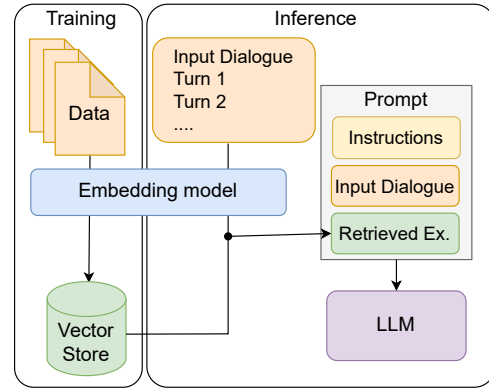 Training
Inference
Data
Input Dialogue
Turn 1
Turn 2
....
Prompt
Instructions
Input Dialogue
Retrieved Ex.
Embedding model
Vector
Store
LLM